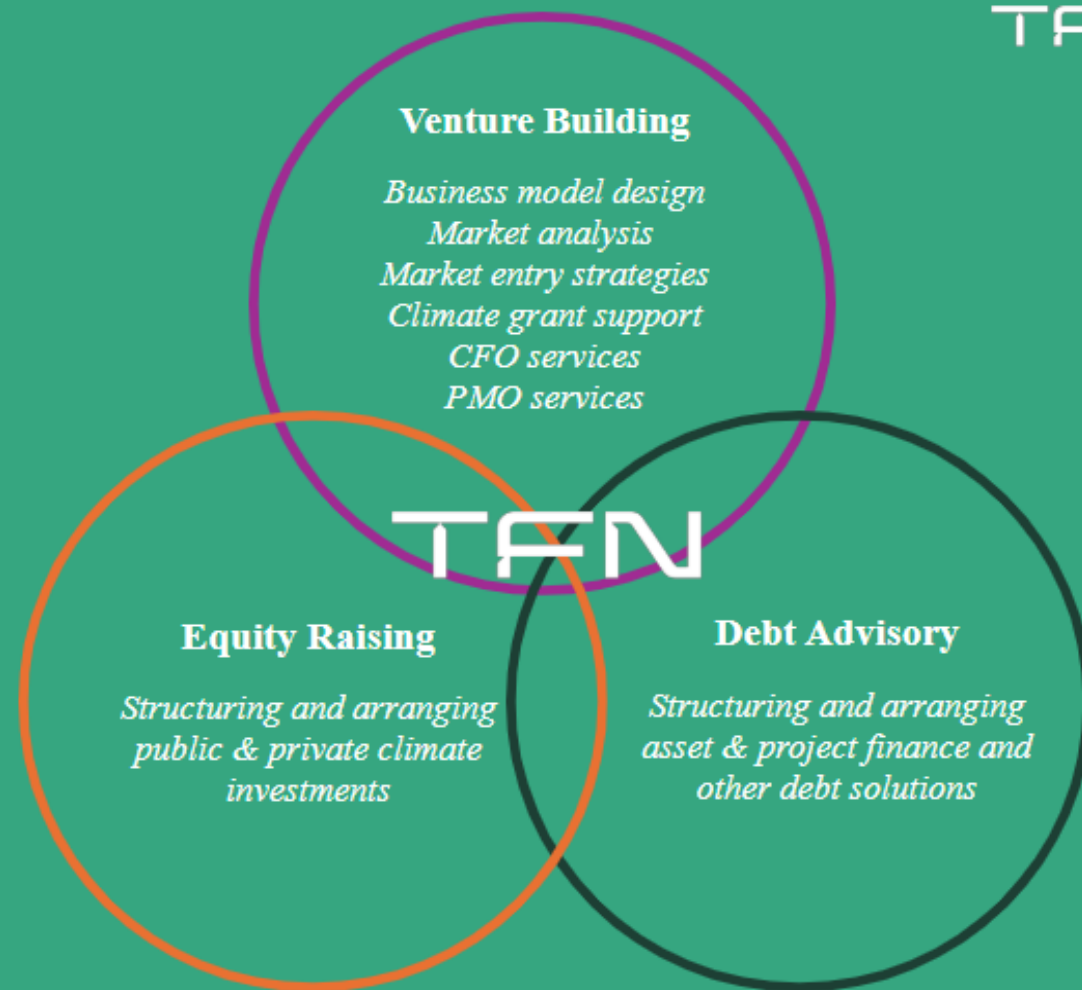 Venture Building
Business model design
Market analysis
Market entry strategies
Climate grant support
CFO services
PMO services
TFN
Equity Raising
Structuring and arranging
public & private climate
investments
Debt Advisory
Structuring and arranging
asset & project finance and
other debt solutions